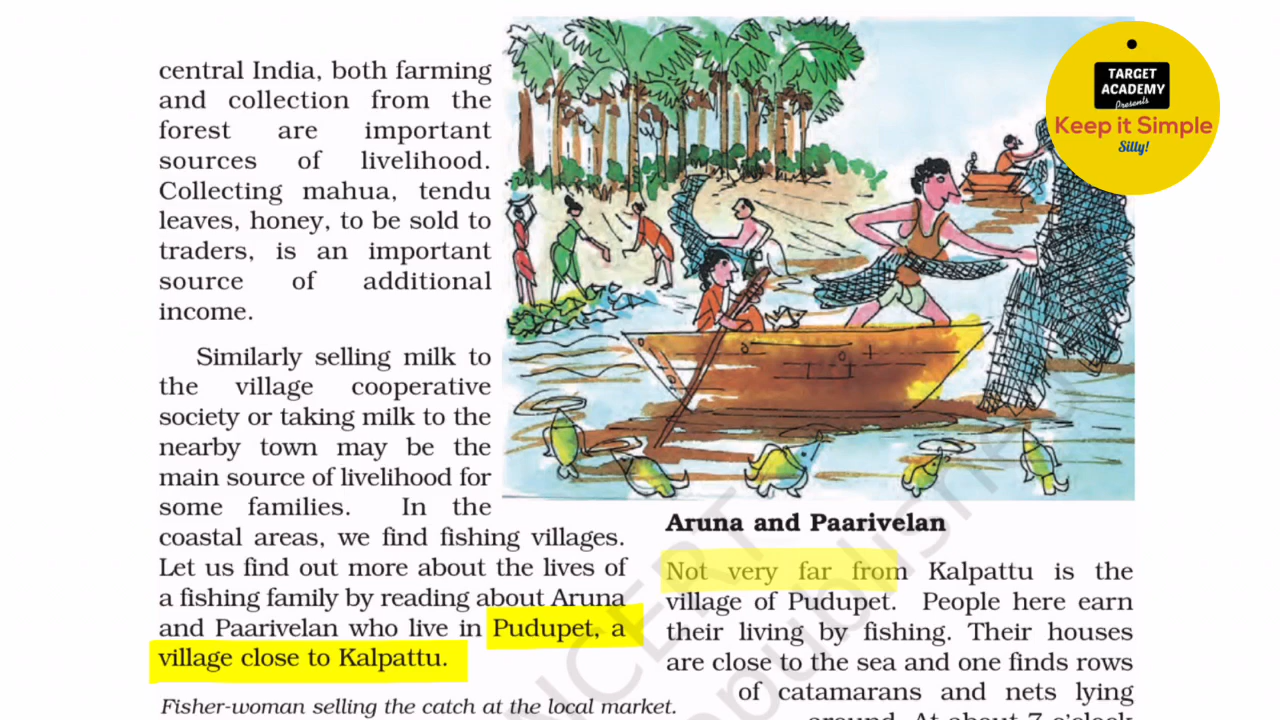 central India, both farming
and collection from the
forest are important
sources of livelihood.
Collecting mahua, tendu
leaves, honey, to be sold to
traders, is an important
source of additional
income.
Similarly selling milk to
the village cooperative
society or taking milk to the
nearby town may be the
main source of livelihood for
some families. In the
coastal areas, we find fishing villages.
Let us find out more about the lives of
a fishing family by reading about Aruna
and Paarivelan who live in Pudupet, a
village close to Kalpattu.
Fisher-woman selling the catch at the local market.
TARGET
ACADEMY
Presents
Keep it Simple
Silly!
Aruna and Paarivelan
Not very far from Kalpattu is the
village of Pudupet. People here earn
their living by fishing. Their houses
are close to the sea and one finds rows
of catamarans and nets lying
around. At about 7 o'clock